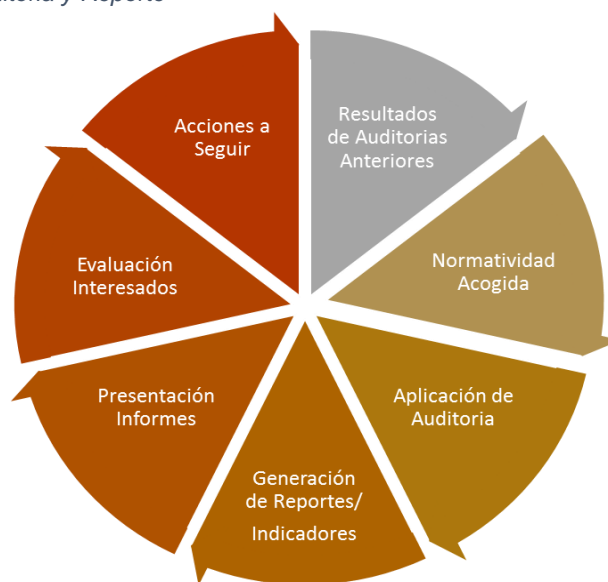 y Reporte
Resultados
de Auditorias
Anteriores
Normatividad
Acogida
Aplicación de
Auditoria
Generación
de Reportes/
Indicadores
Presentación
Informes
Evaluación
Interesados
Acciones a
Seguir